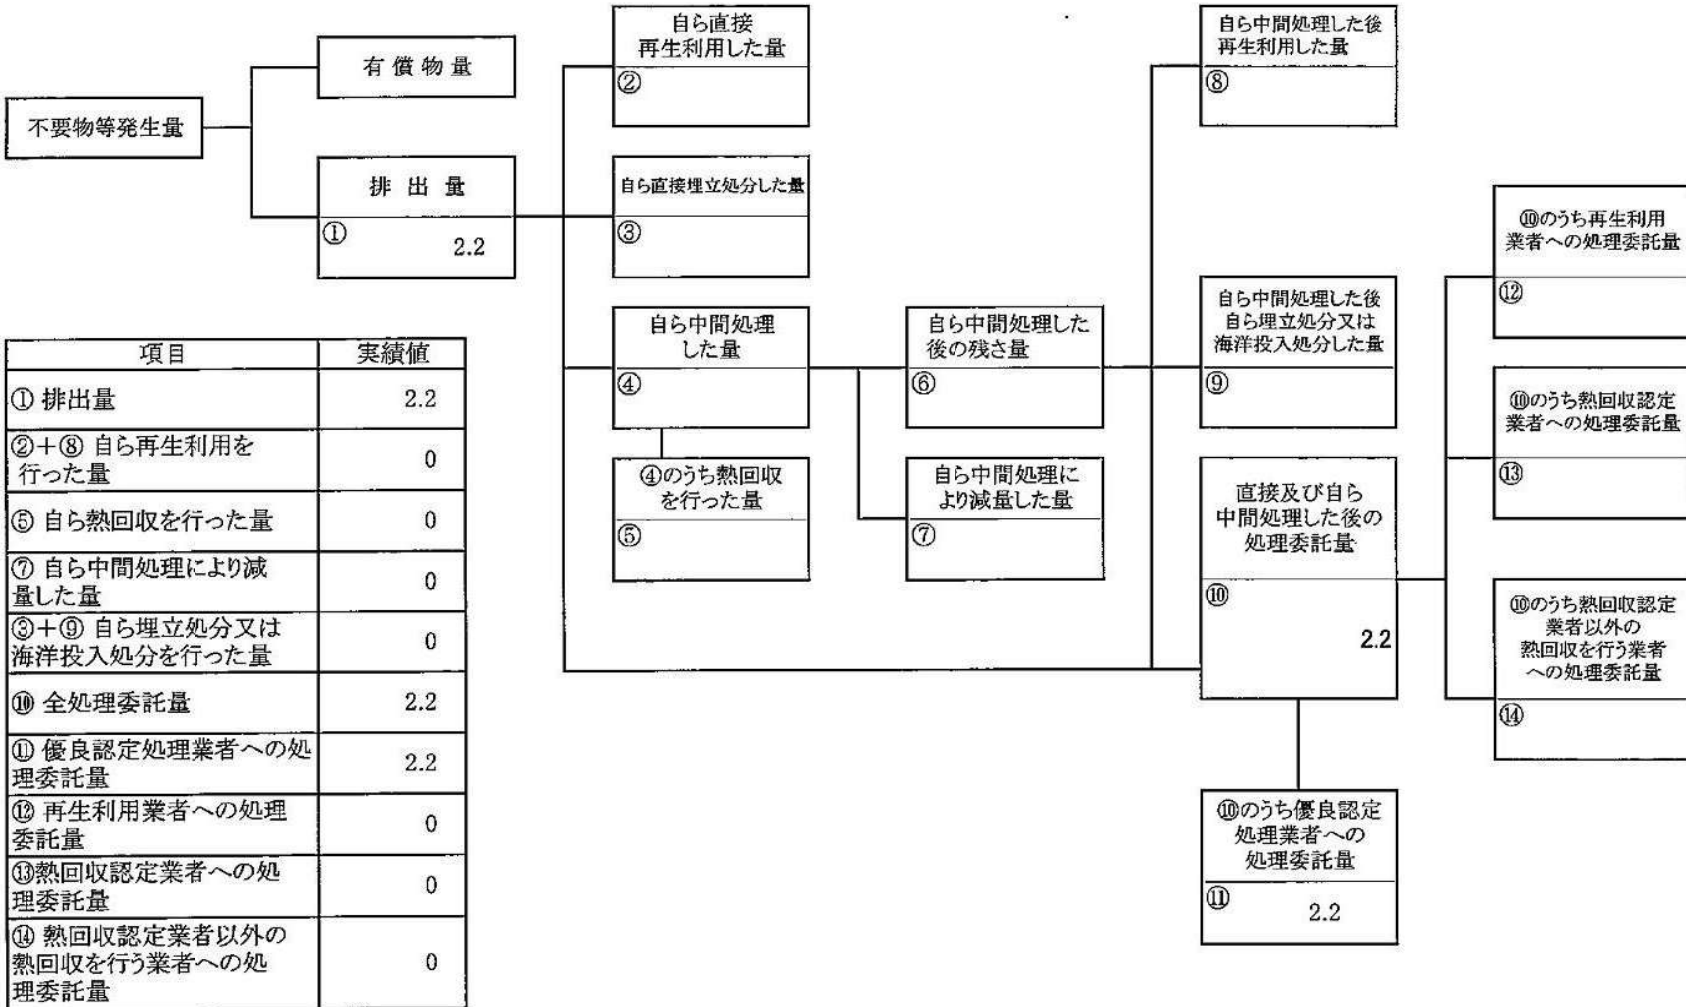 不要物等発生量
有償物量
排出量
①
2.2
自ら直接
再生利用した量
②
自ら直接埋立処分した量
③
自ら中間処理
した量
④
④のうち熱回収
を行った量
⑤
自ら中間処理した
後の残さ量
⑥
自ら中間処理に
より減量した量
⑦
自ら中間処理した後
再生利用した量
⑧
自ら中間処理した後
自ら埋立処分又は
海洋投入処分した量
⑨
直接及び自ら
中間処理した後の
処理委託量
⑩
2.2
⑩のうち優良認定
処理業者への
処理委託量
⑪
2.2
⑩のうち再生利用
業者への処理委託量
⑫
⑩のうち熱回収認定
業者への処理委託量
⑬
⑩のうち熱回収認定
業者以外の
熱回収を行う業者
への処理委託量
⑭
項目 実績値
① 排出量 2.2
②+⑧ 自ら再生利用を
行った量 0
⑤ 自ら熱回収を行った量 0
⑦ 自ら中間処理により減
量した量 0
③+⑨ 自ら埋立処分又は
海洋投入処分を行った量 0
⑩ 全処理委託量 2.2
⑪ 優良認定処理業者への処
理委託量 2.2
⑫ 再生利用業者への処理
委託量 0
⑬熱回収認定業者への処
理委託量 0
⑭ 熱回収認定業者以外の
熱回収を行う業者への処
理委託量 0